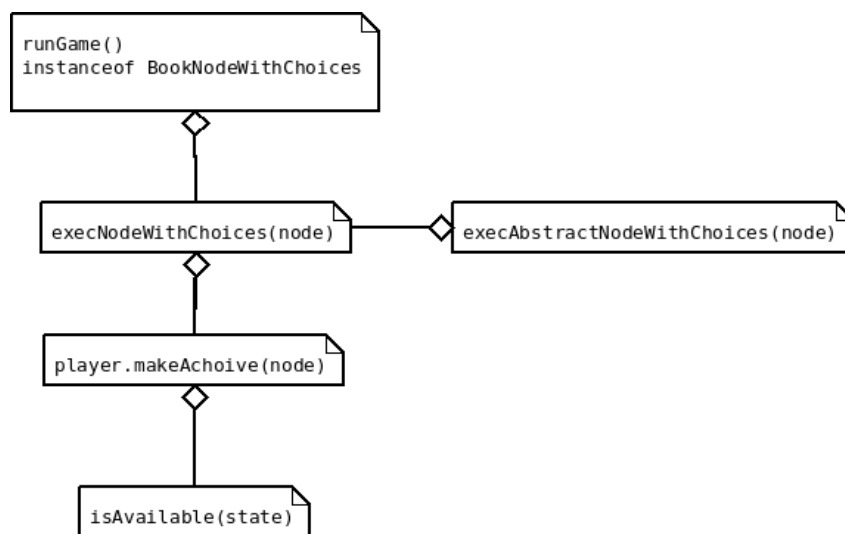 runGame()
instanceof BookNodeWithChoices
execNodeWithChoices(node)
execAbstractNodeWithChoices(node)
player.makeAchoive(node)
isAvailable(state)